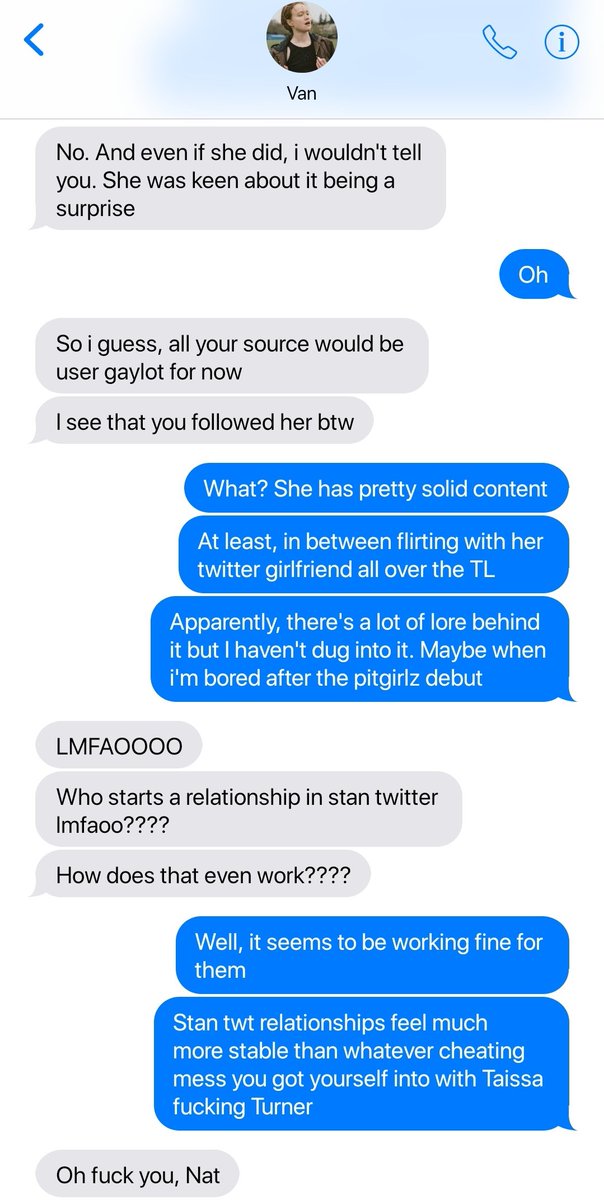 Van
No. And even if she did, i wouldn't tell
you. She was keen about it being a
surprise
Oh
So i guess, all your source would be
user gaylot for now
I see that you followed her btw
What? She has pretty solid content
At least, in between flirting with her
twitter girlfriend all over the TL
Apparently, there's a lot of lore behind
it but I haven't dug into it. Maybe when
i'm bored after the pitgirlz debut
LMFAOOOO
Who starts a relationship in stan twitter
lmfaoo????
How does that even work????
Well, it seems to be working fine for
them
Stan twt relationships feel much
more stable than whatever cheating
mess you got yourself into with Taissa
fucking Turner
Oh fuck you, Nat